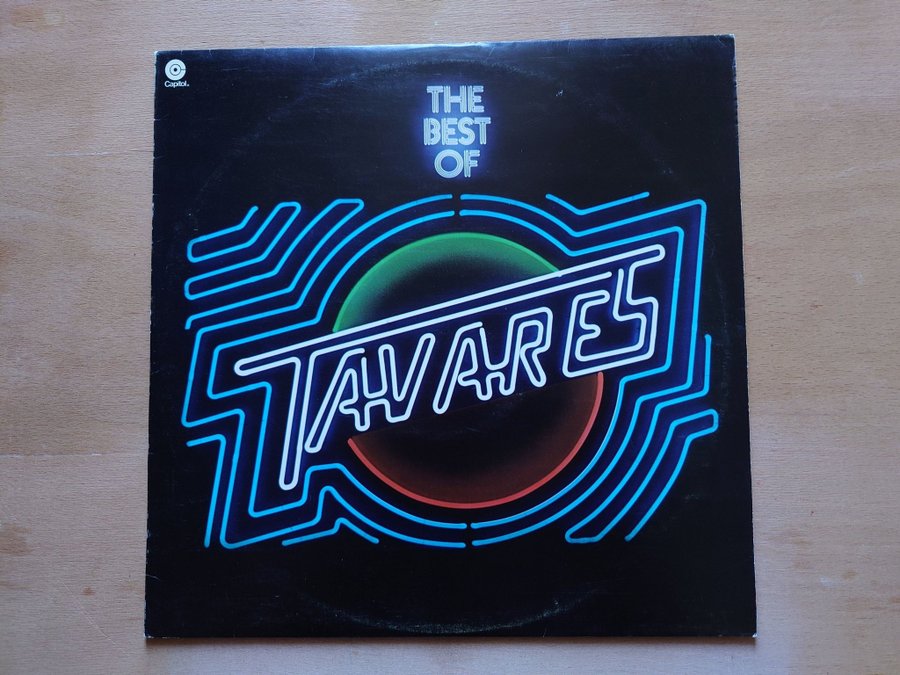 Capitol
THE
BEST
OF
TAVARES